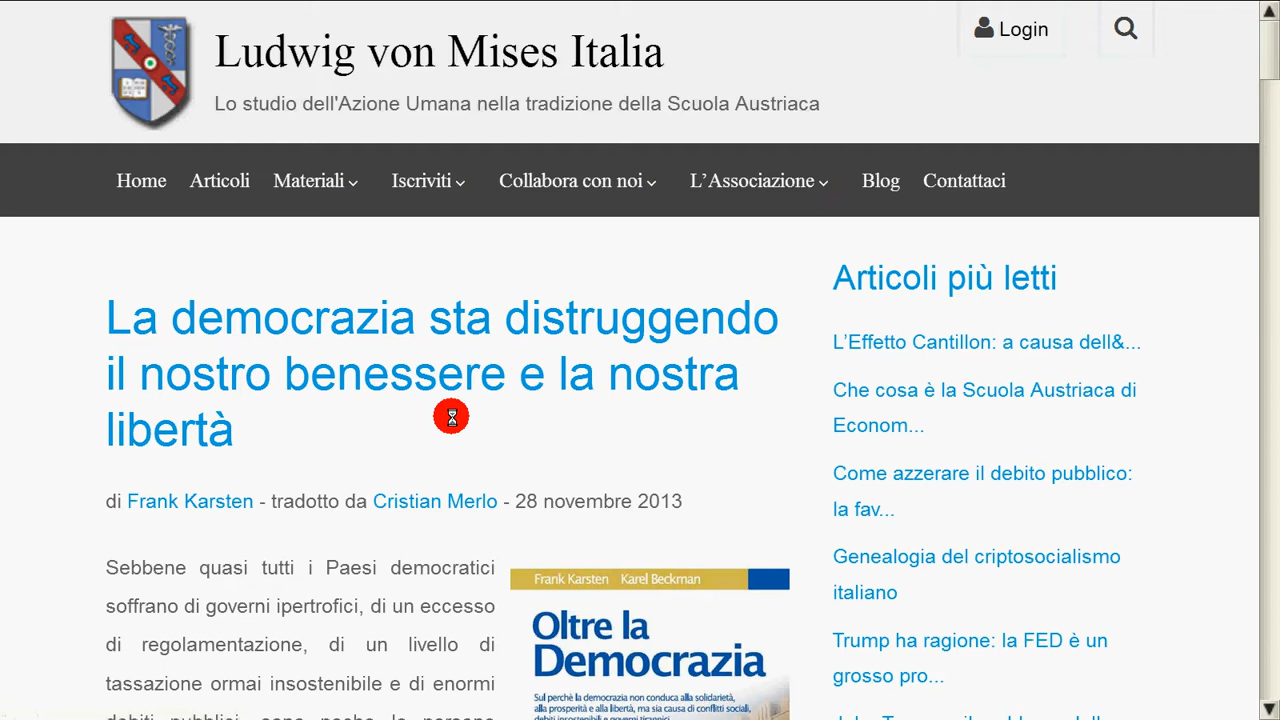 Ludwig von Mises Italia
Lo studio dell'Azione Umana nella tradizione della Scuola Austriaca
Login
Home Articoli Materiali Iscriviti Collabora con noi L’Associazione Blog Contattaci
La democrazia sta distruggendo
il nostro benessere e la nostra
libertà
di Frank Karsten - tradotto da Cristian Merlo - 28 novembre 2013
Sebbene quasi tutti i Paesi democratici
soffrano di governi ipertrofici, di un eccesso
di regolamentazione, di un livello di
tassazione ormai insostenibile e di enormi
Frank Karsten Karel Beckman
Oltre la
Democrazia
Sul perchè la democrazia non conduca alla solidarietà,
alla prosperità e alla libertà, ma sia causa di conflitti sociali,
Articoli più letti
L’Effetto Cantillon: a causa dell&...
Che cosa è la Scuola Austriaca di
Econom...
Come azzerare il debito pubblico:
la fav...
Genealogia del criptosocialismo
italiano
Trump ha ragione: la FED è un
grosso pro...